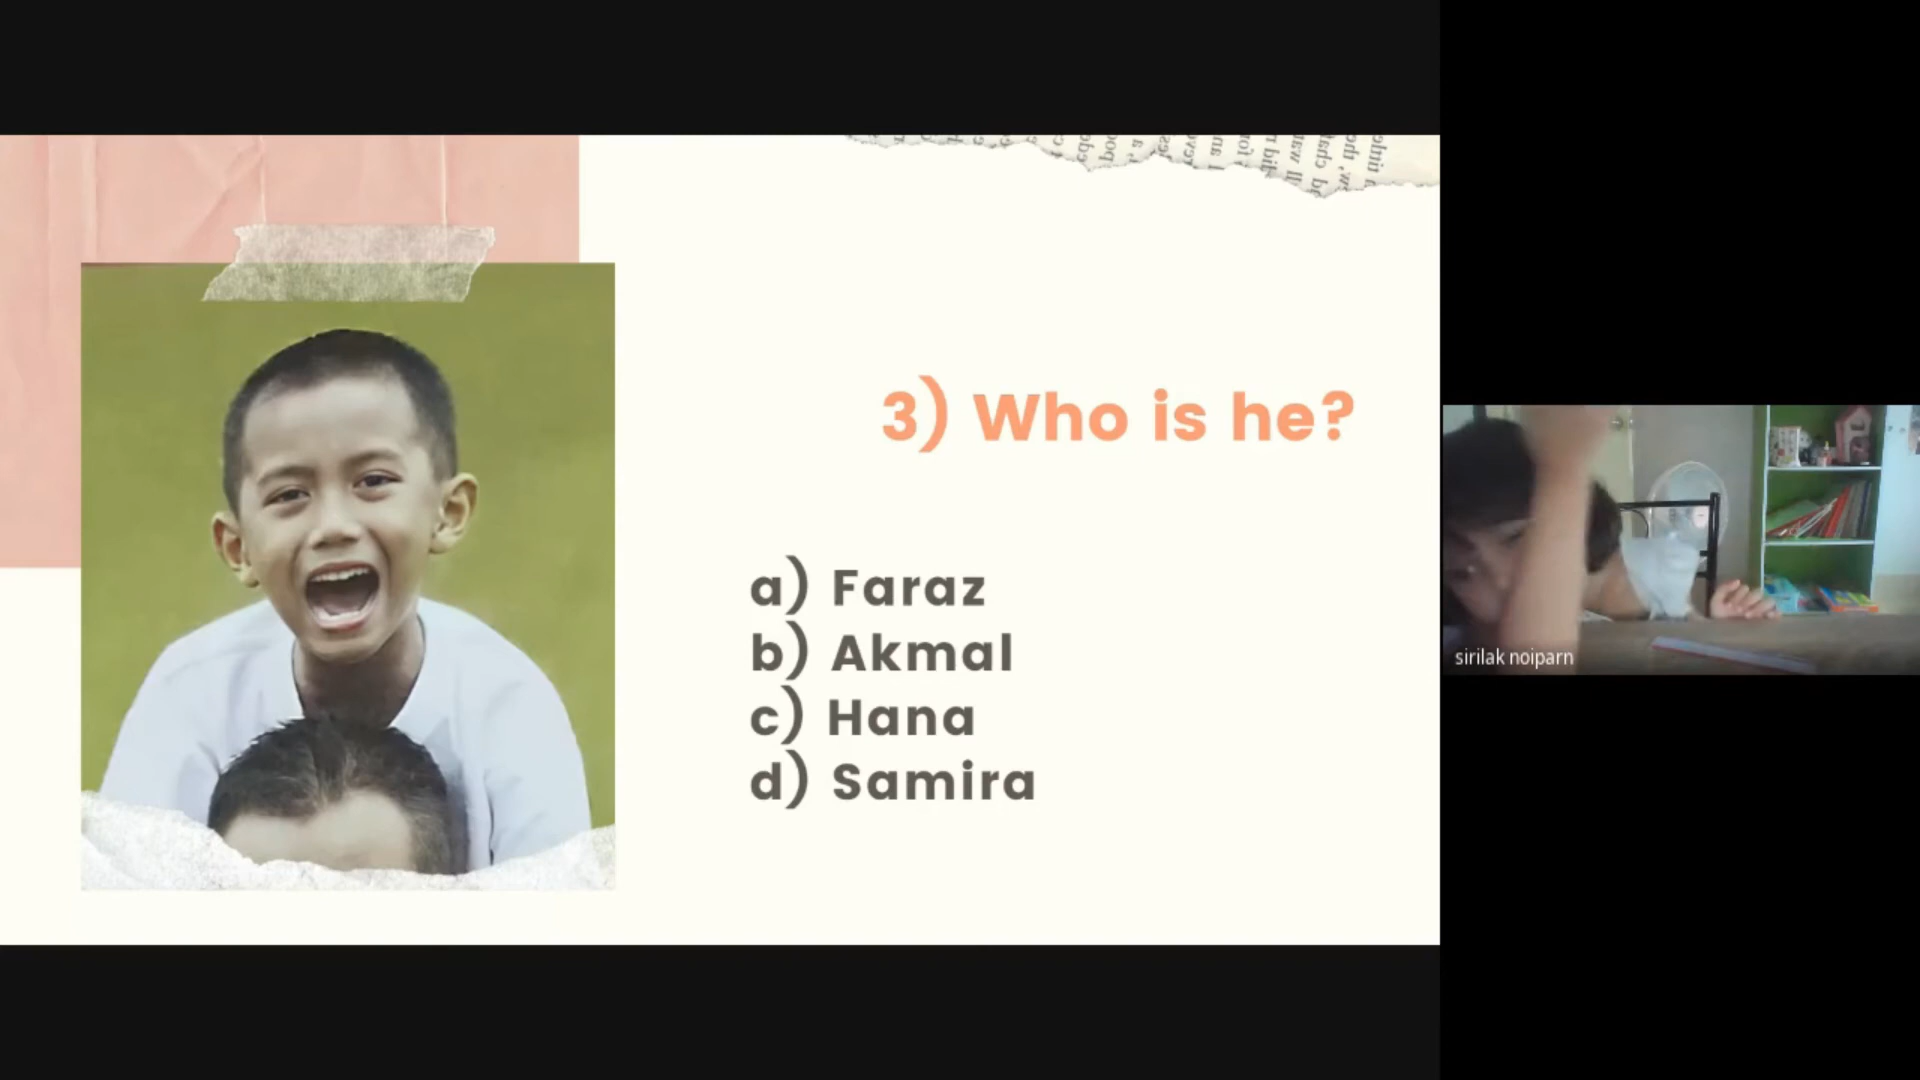 3) Who is he?
a) Faraz
b) Akmal
c) Hana
d) Samira
sirilak noiparn